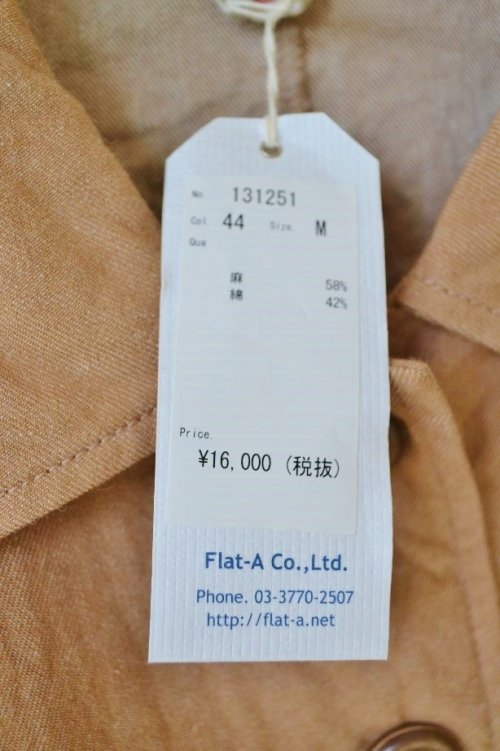 No 131251
Col. 44 Size. M
Qua
麻 58%
綿 42%
Price
¥16,000 (税抜)
Flat-A Co.,Ltd.
Phone. 03-3770-2507
http://flat-a.net